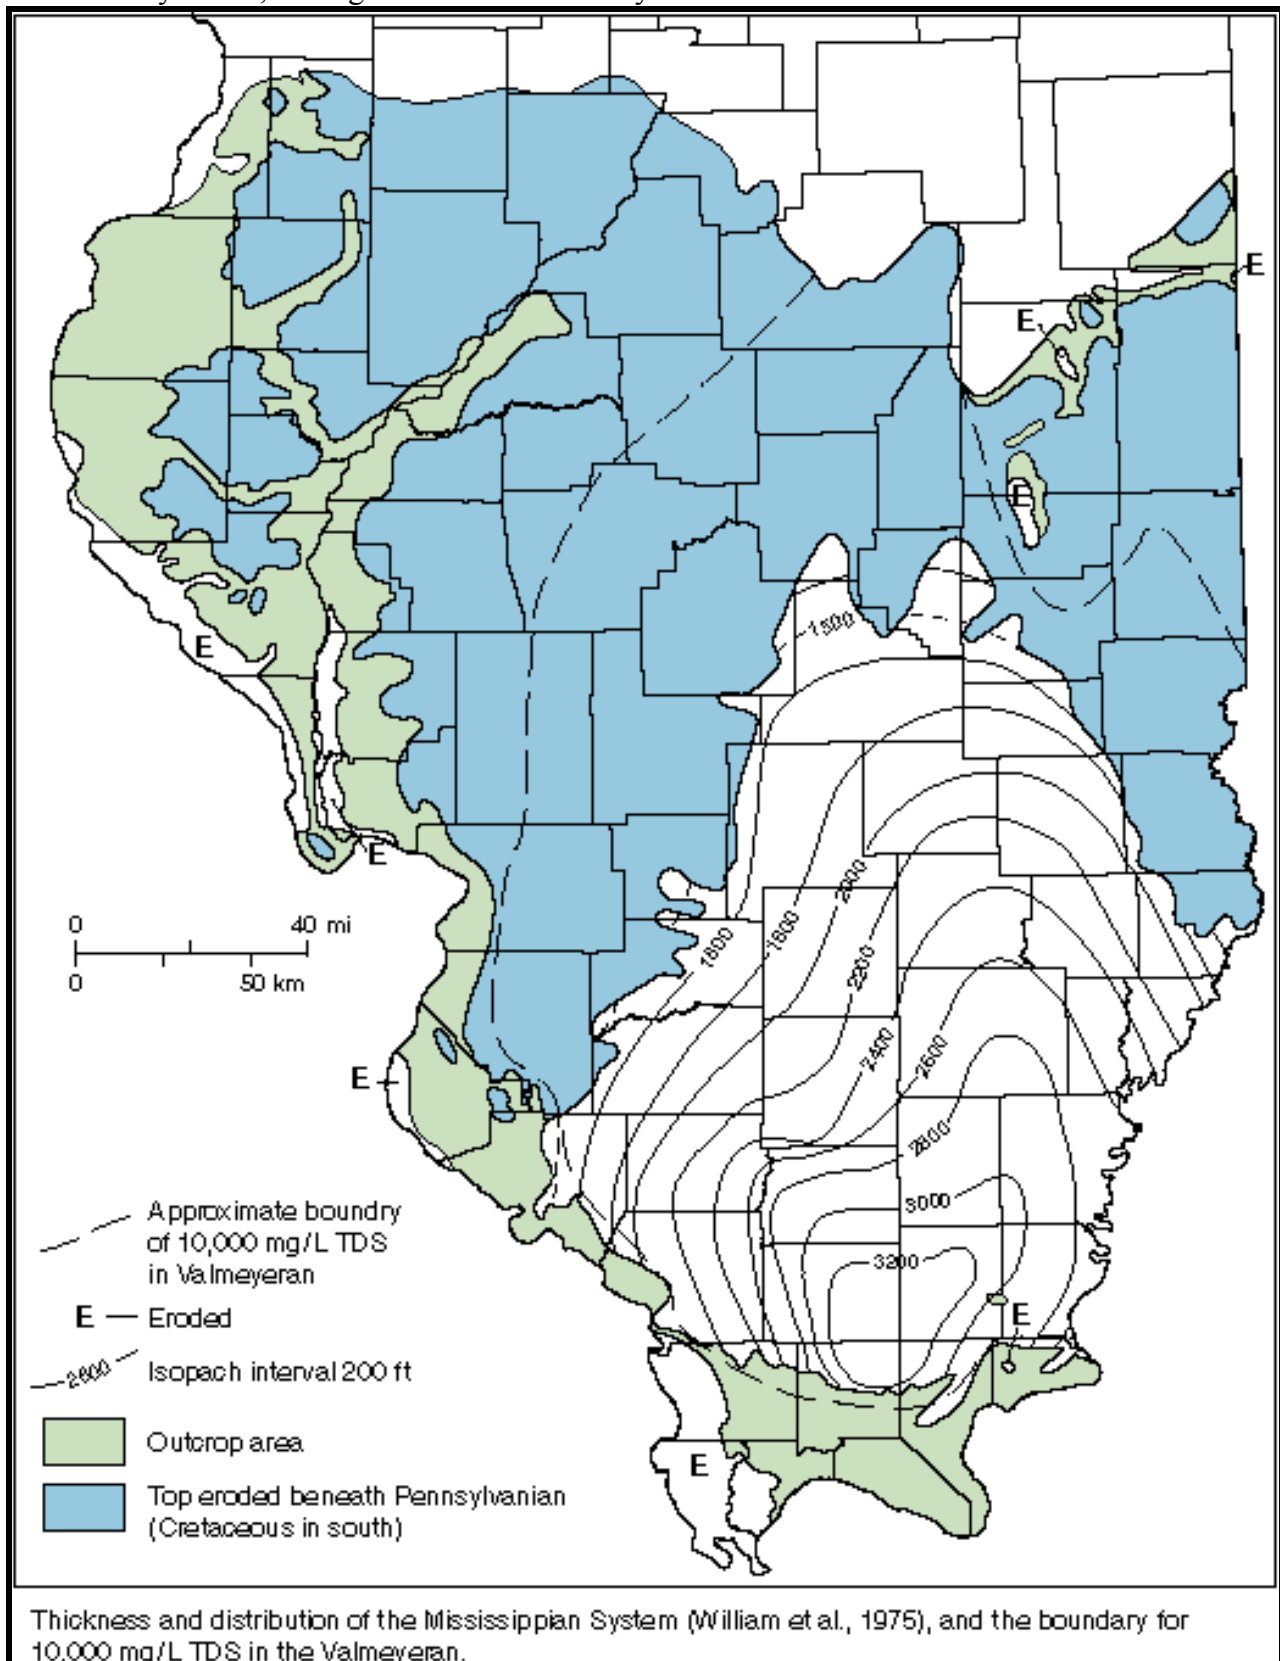 E
E
E
1500
E
E
2000
1800
1800
2200
0 40 mi
0 50 km
2400
2600
E
2800
3000
3200
E
Approximate boundry
of 10,000 mg/L TDS
in Valmeyeran
E — Eroded
2600 Isopach interval 200 ft
Outcrop area
E
Top eroded beneath Pennsylvanian
(Cretaceous in south)
Thickness and distribution of the Mississippian System (William et al., 1975), and the boundary for
10,000 mg/L TDS in the Valmeyeran.